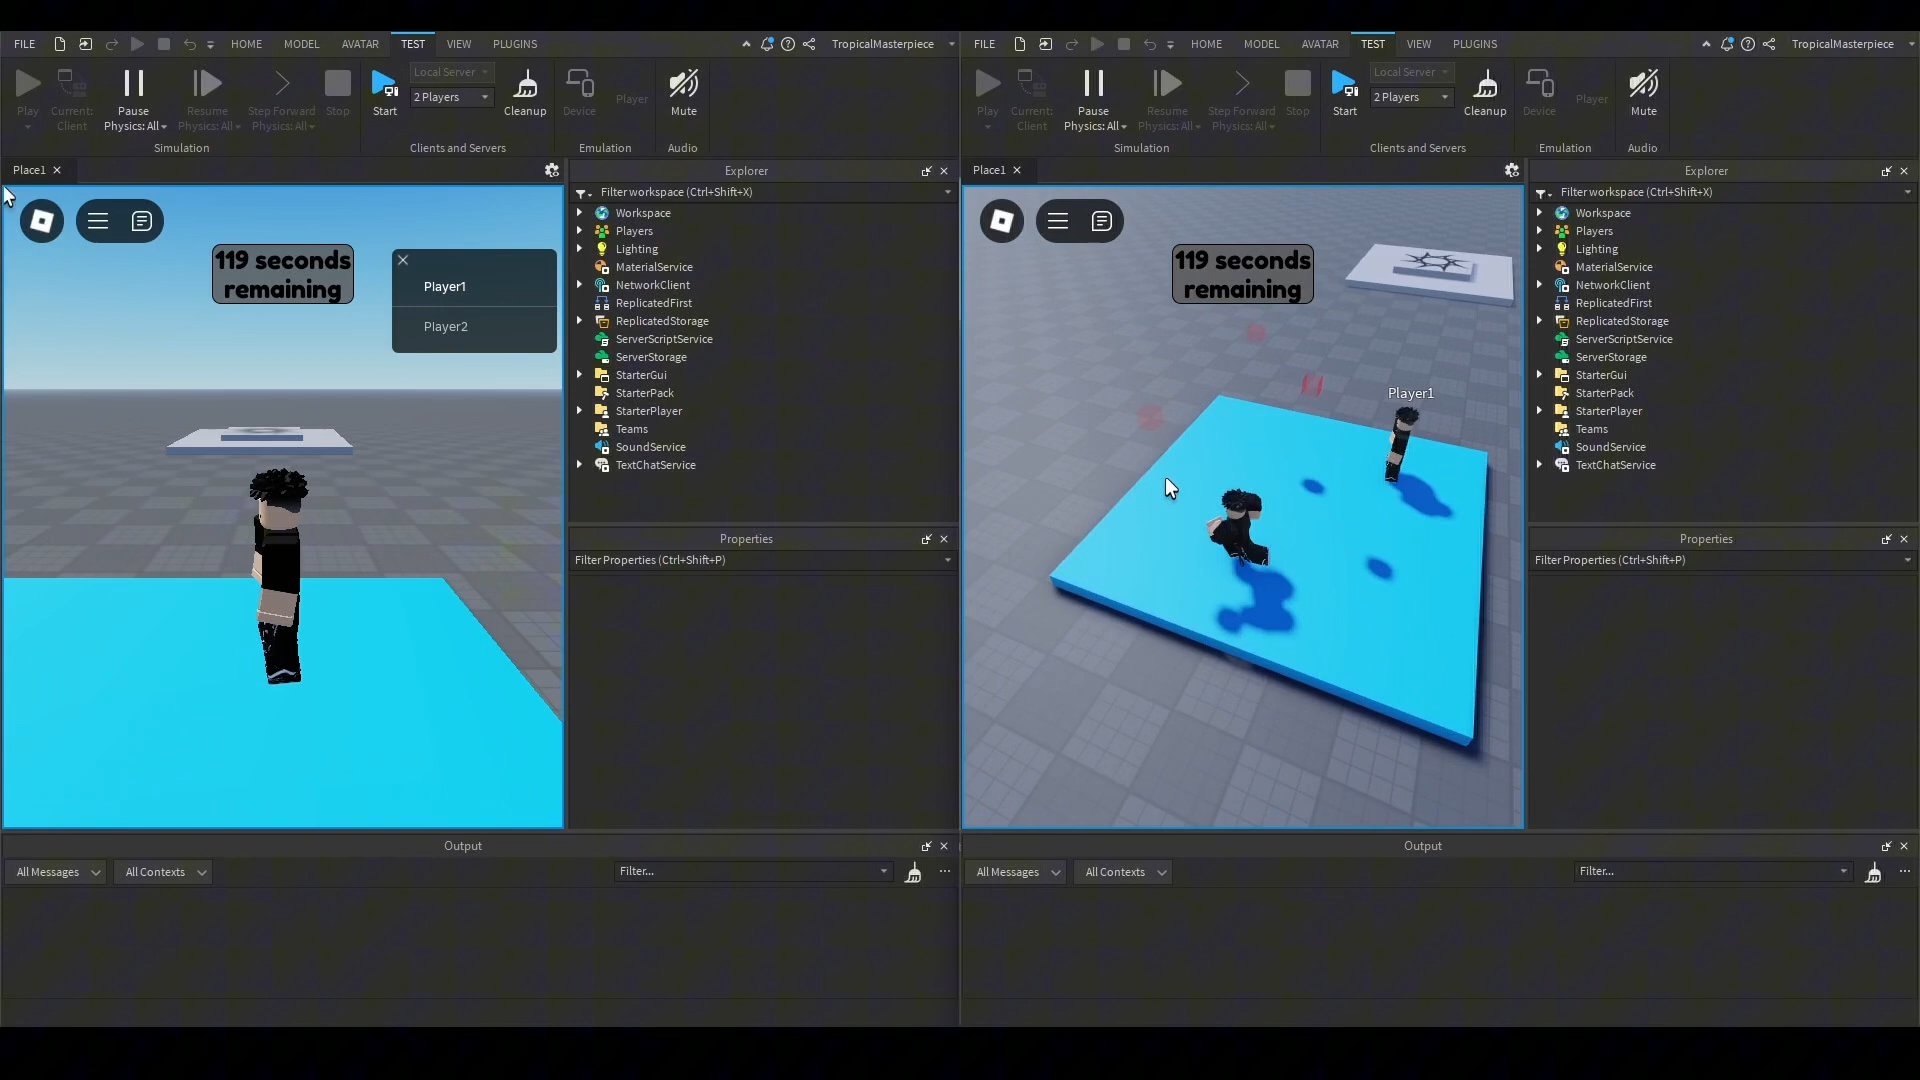 FILE
HOME
MODEL
AVATAR
TEST
VIEW
PLUGINS
TropicalMasterpiece
Play
Current:
Client
Pause
Physics: All
Resume
Physics: All
Step Forward
Physics: All
Stop
Simulation
Start
Local Server
2 Players
Cleanup
Clients and Servers
Device
Player
Emulation
Mute
Audio
Place1
119 seconds
remaining
Player1
Player2
Explorer
Filter workspace (Ctrl+Shift+X)
Workspace
Players
Lighting
MaterialService
NetworkClient
ReplicatedFirst
ReplicatedStorage
ServerScriptService
ServerStorage
StarterGui
StarterPack
StarterPlayer
Teams
SoundService
TextChatService
Properties
Filter Properties (Ctrl+Shift+P)
Output
All Messages
All Contexts
Filter...
FILE
HOME
MODEL
AVATAR
TEST
VIEW
PLUGINS
TropicalMasterpiece
Play
Current:
Client
Pause
Physics: All
Resume
Physics: All
Step Forward
Physics: All
Stop
Simulation
Start
Local Server
2 Players
Cleanup
Clients and Servers
Device
Player
Emulation
Mute
Audio
Place1
119 seconds
remaining
Player1
Explorer
Filter workspace (Ctrl+Shift+X)
Workspace
Players
Lighting
MaterialService
NetworkClient
ReplicatedFirst
ReplicatedStorage
ServerScriptService
ServerStorage
StarterGui
StarterPack
StarterPlayer
Teams
SoundService
TextChatService
Properties
Filter Properties (Ctrl+Shift+P)
Output
All Messages
All Contexts
Filter...